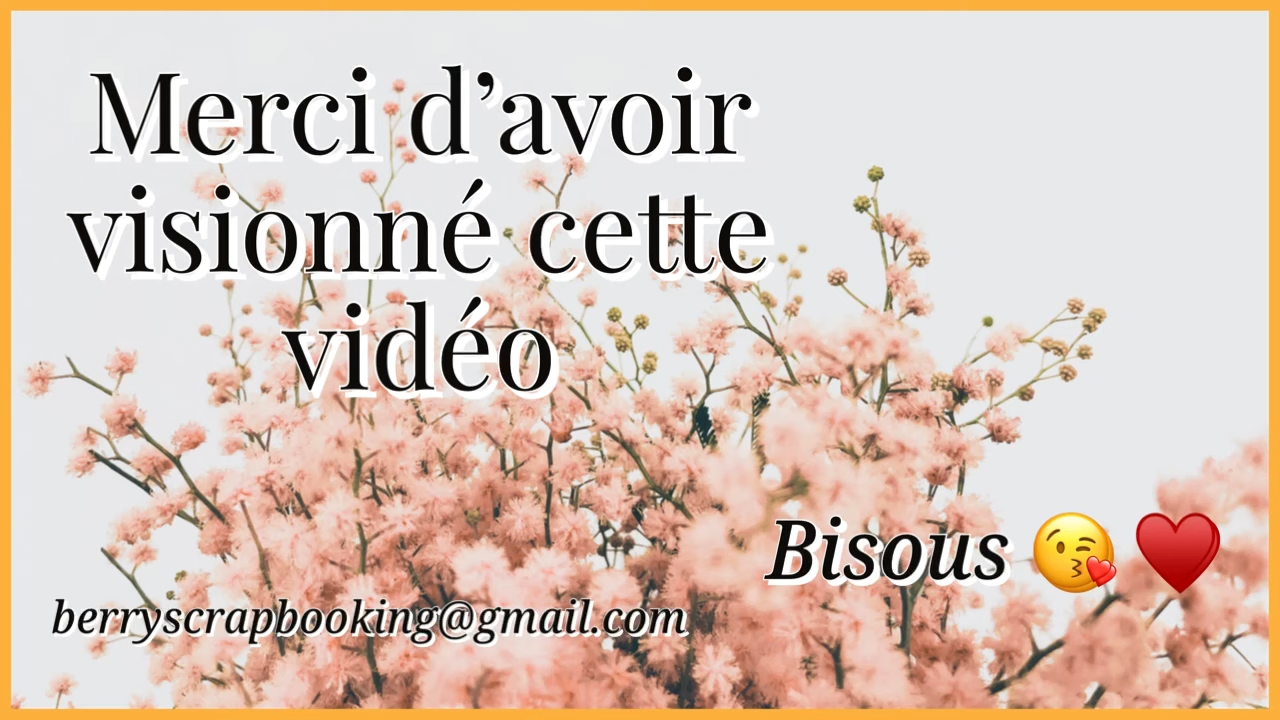 Merci d’avoir
visionné cette
vidéo
Bisous 😘 ♥️
berryscrapbooking@gmail.com